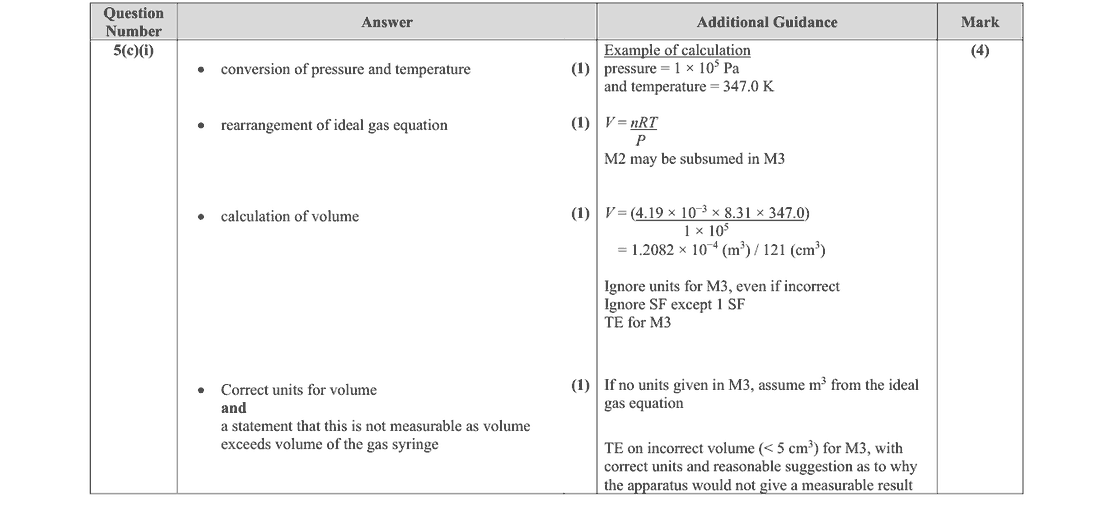 Question Number
Answer
Additional Guidance
Mark
5(c)(i)
• conversion of pressure and temperature (1)
Example of calculation
pressure = 1 × 10⁵ Pa
and temperature = 347.0 K
(4)
• rearrangement of ideal gas equation (1)
V = nRT
P
M2 may be subsumed in M3
• calculation of volume (1)
V = (4.19 × 10⁻³ × 8.31 × 347.0)
1 × 10⁵
= 1.2082 × 10⁻⁴ (m³) / 121 (cm³)
Ignore units for M3, even if incorrect
Ignore SF except 1 SF
TE for M3
• Correct units for volume (1)
and
a statement that this is not measurable as volume
exceeds volume of the gas syringe
If no units given in M3, assume m³ from the ideal
gas equation
TE on incorrect volume (< 5 cm³) for M3, with
correct units and reasonable suggestion as to why
the apparatus would not give a measurable result